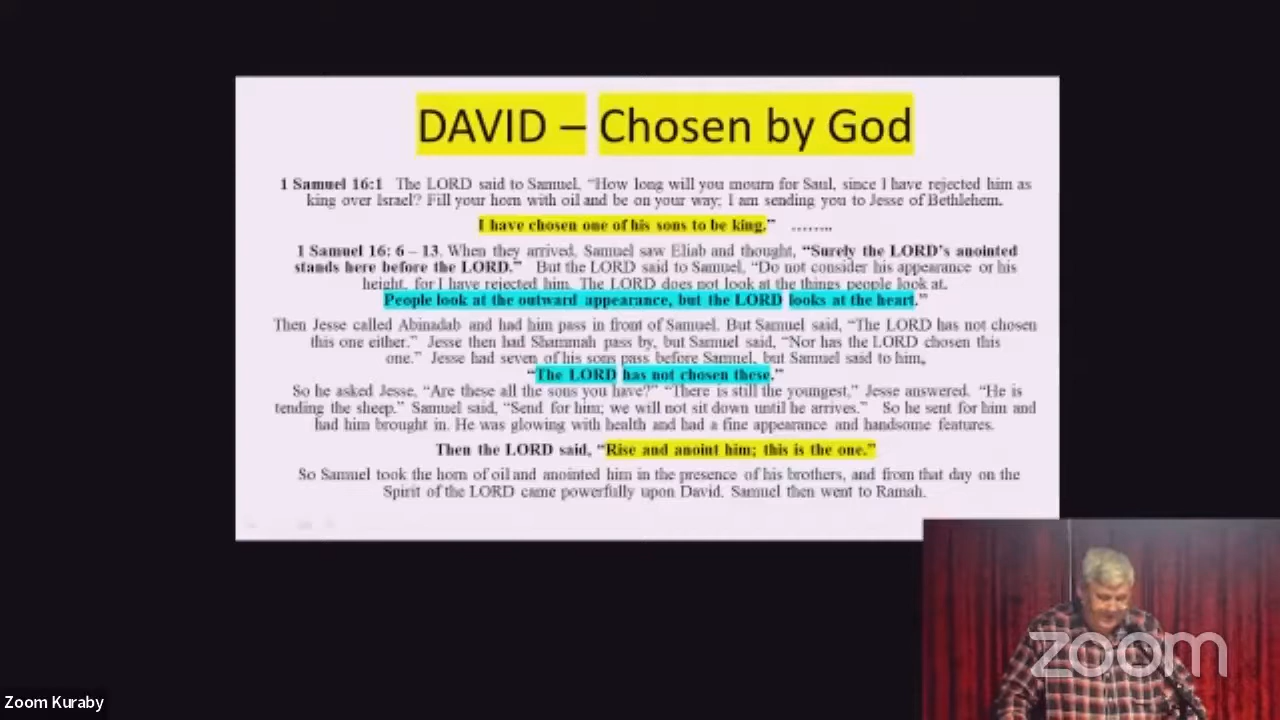 DAVID – Chosen by God
1 Samuel 16:1 The LORD said to Samuel, “How long will you mourn for Saul, since I have rejected him as
king over Israel? Fill your horn with oil and be on your way; I am sending you to Jesse of Bethlehem.
I have chosen one of his sons to be king.” ........
1 Samuel 16: 6 – 13. When they arrived, Samuel saw Eliab and thought, “Surely the LORD’s anointed
stands here before the LORD.” But the LORD said to Samuel, “Do not consider his appearance or his
height, for I have rejected him. The LORD does not look at the things people look at.
People look at the outward appearance, but the LORD looks at the heart.”
Then Jesse called Abinadab and had him pass in front of Samuel. But Samuel said, “The LORD has not chosen
this one either.” Jesse then had Shammah pass by, but Samuel said, “Nor has the LORD chosen this
one.” Jesse had seven of his sons pass before Samuel, but Samuel said to him,
“The LORD has not chosen these.”
So he asked Jesse, “Are these all the sons you have?” “There is still the youngest,” Jesse answered. “He is
tending the sheep.” Samuel said, “Send for him; we will not sit down until he arrives.” So he sent for him and
had him brought in. He was glowing with health and had a fine appearance and handsome features.
Then the LORD said, “Rise and anoint him; this is the one.”
So Samuel took the horn of oil and anointed him in the presence of his brothers, and from that day on the
Spirit of the LORD came powerfully upon David. Samuel then went to Ramah.
zoom
Zoom Kuraby